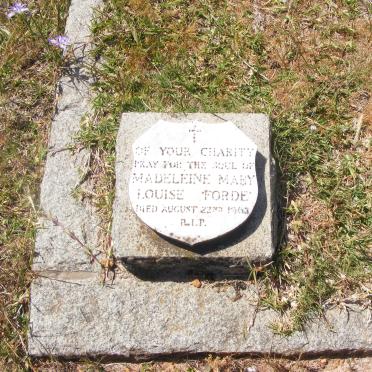 OF YOUR CHARITY
PRAY FOR THE SOUL OF
MADELEINE MARY
LOUISE FORDE
DIED AUGUST 22ND 1963
R.I.P.